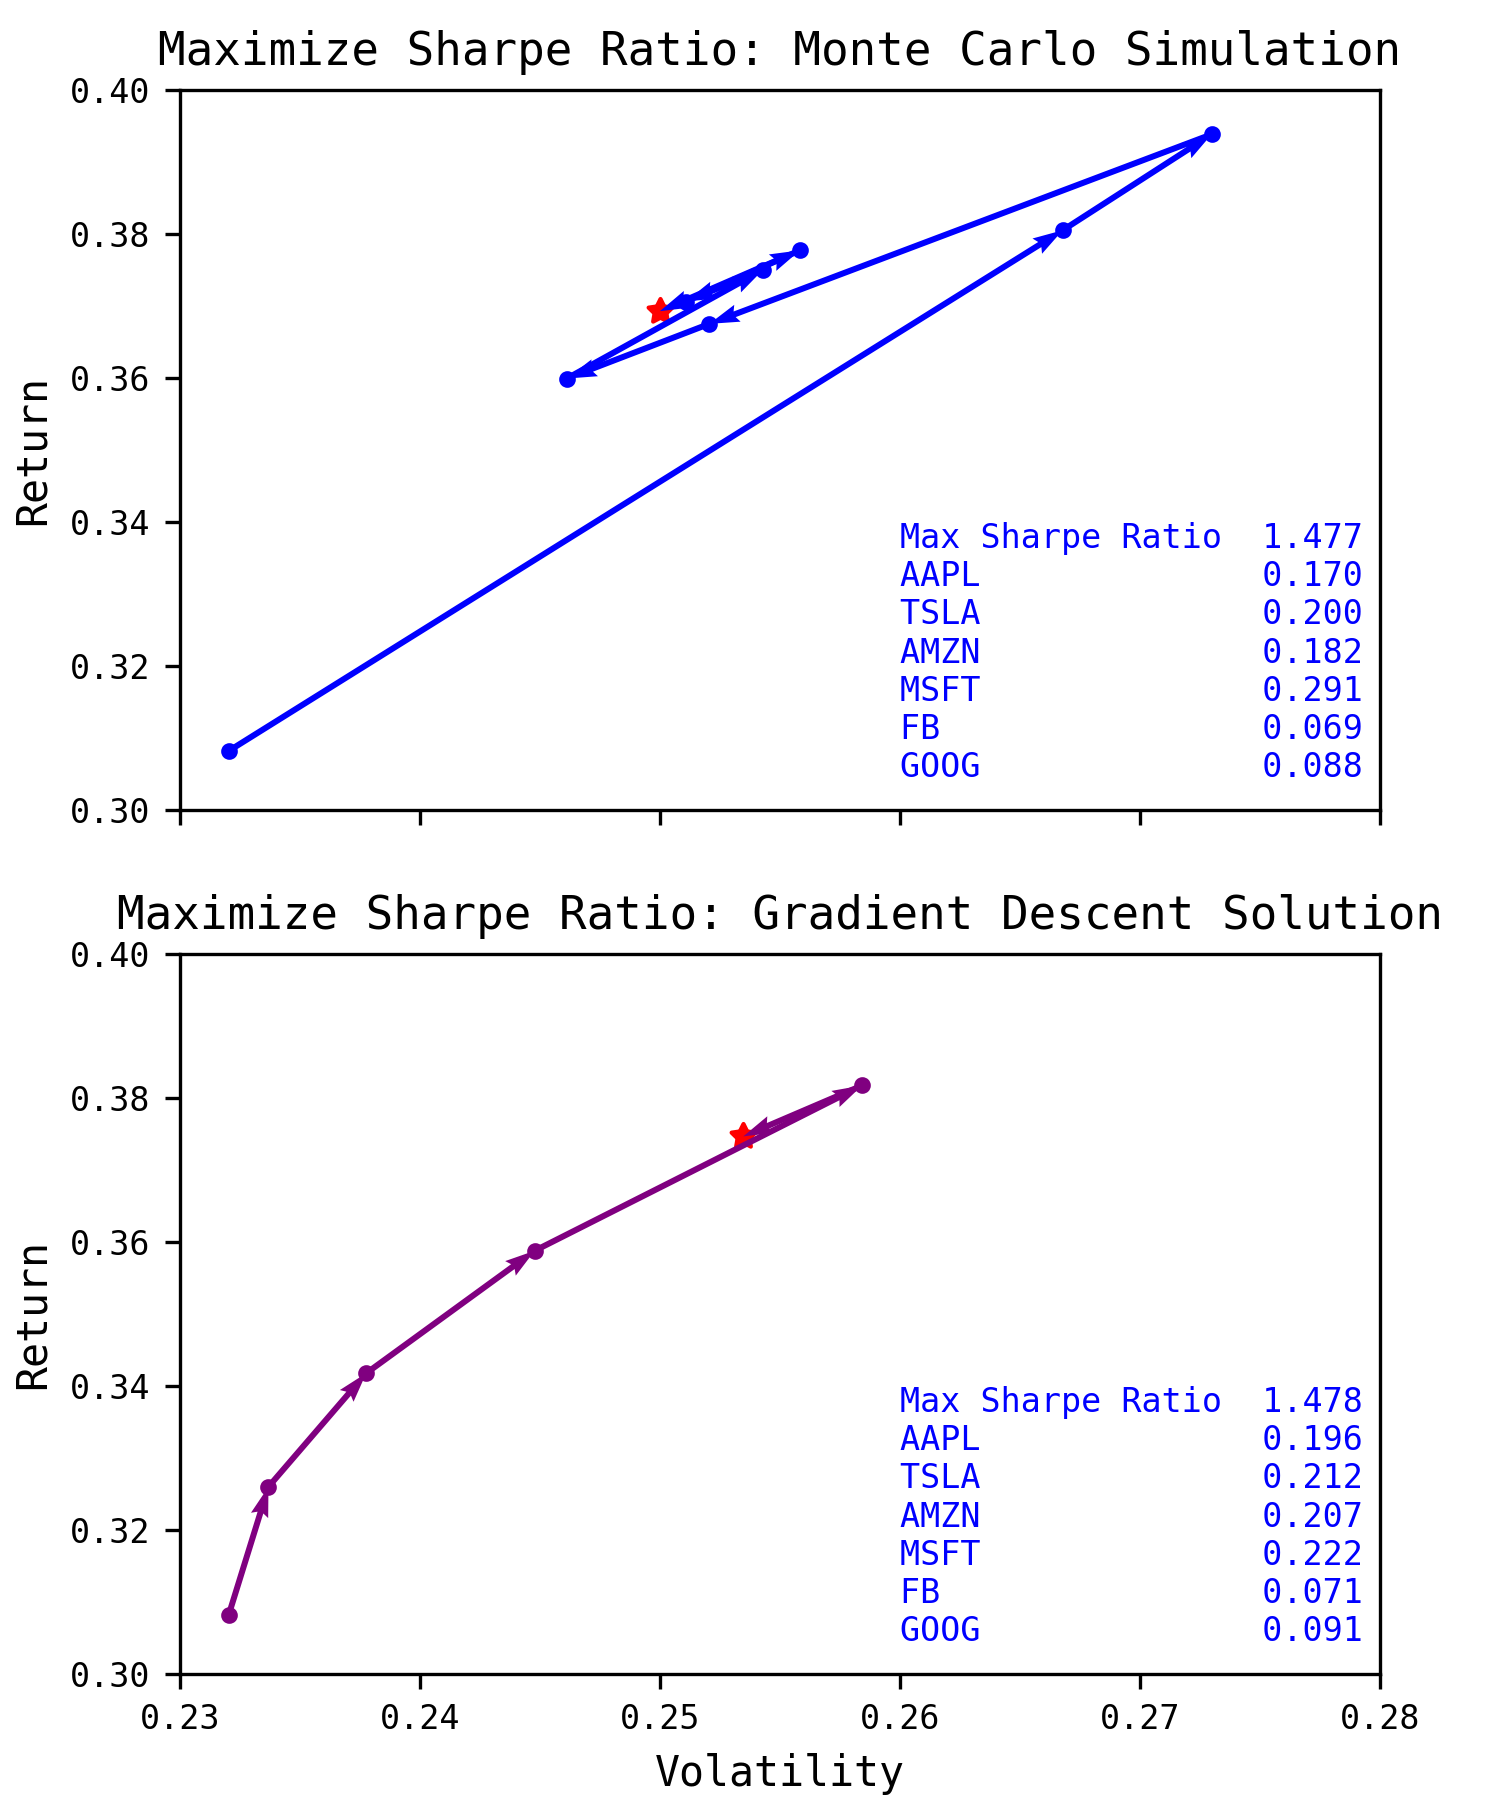 Maximize Sharpe Ratio: Monte Carlo Simulation
0.40
0.38
0.36
0.34
0.32
0.30
Return
Max Sharpe Ratio 1.477
AAPL 0.170
TSLA 0.200
AMZN 0.182
MSFT 0.291
FB 0.069
GOOG 0.088
Maximize Sharpe Ratio: Gradient Descent Solution
0.40
0.38
0.36
0.34
0.32
0.30
Return
Max Sharpe Ratio 1.478
AAPL 0.196
TSLA 0.212
AMZN 0.207
MSFT 0.222
FB 0.071
GOOG 0.091
0.23 0.24 0.25 0.26 0.27 0.28
Volatility